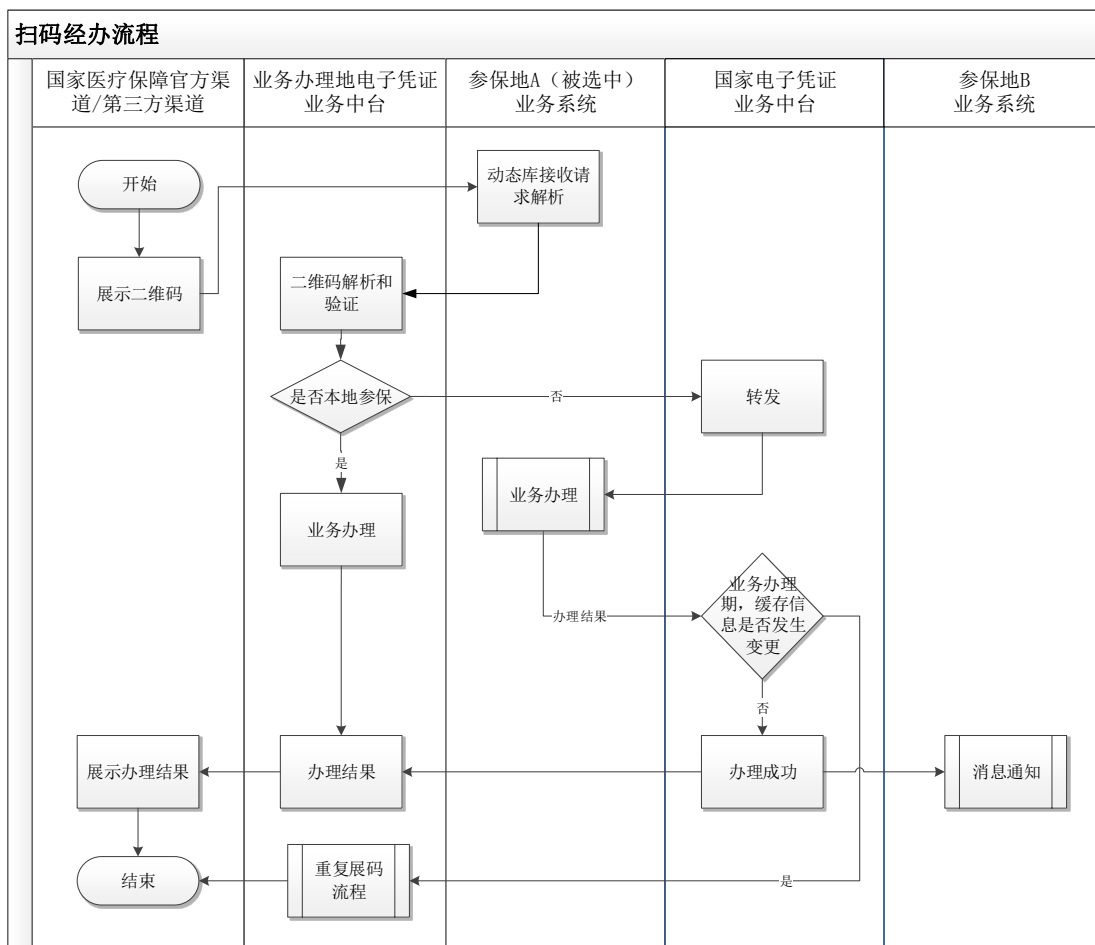 扫码经办流程
国家医疗保障官方渠
道/第三方渠道
业务办理地电子凭证
业务中台
参保地A（被选中）
业务系统
国家电子凭证
业务中台
参保地B
业务系统
开始
动态库接收请
求解析
展示二维码
二维码解析和
验证
是否本地参保
否
转发
是
业务办理
业务办理
办理结果
业务办理
期，缓存信
息是否发生
变更
否
展示办理结果
办理结果
办理成功
消息通知
结束
重复展码
流程
是